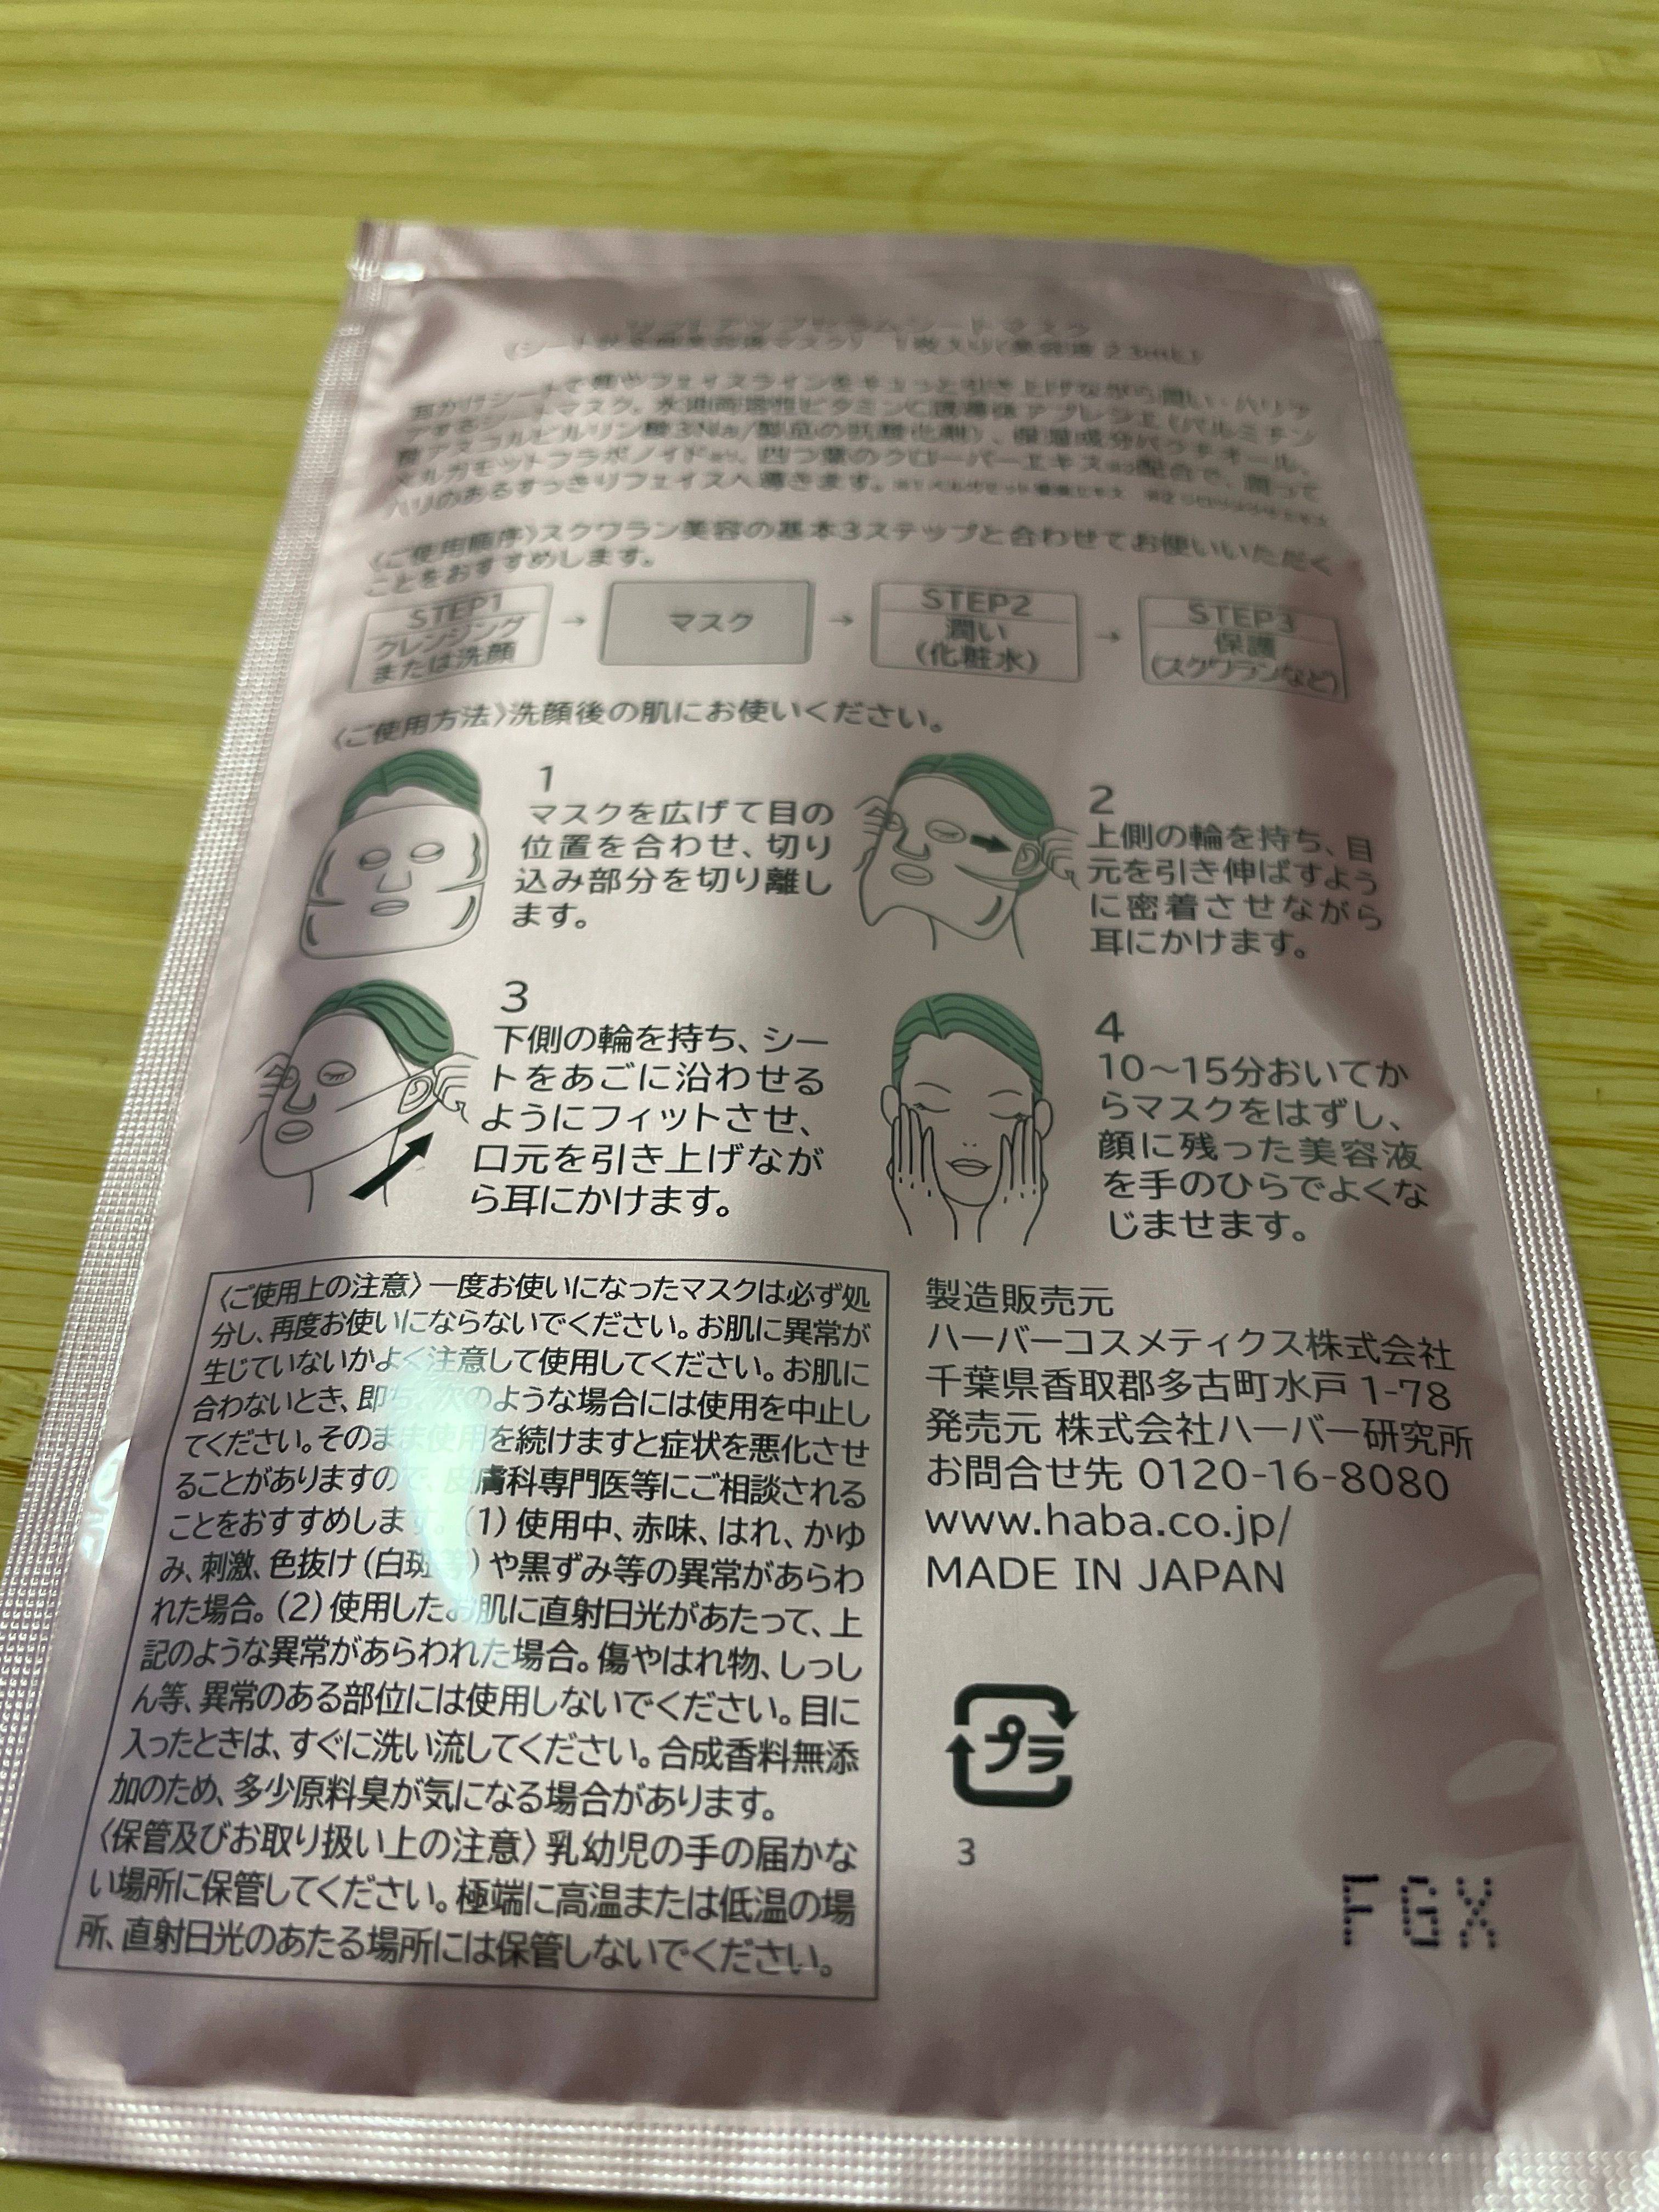 リフトアップセラムシートマスク
(シート状 マスク) 1枚入り(美容液 23mL)
耳かけシートで頬やフェイスラインをキュっと引き上げながら潤い・ハリケ
アするシートマスク。水溶 ビタミンC誘導体アプレシエ(パルミチン
酸アスコルビルリン酸3Na/製品の抗酸化剤)、保湿成分バクチオール、
ベルガモットフラボノイド※1、四つ葉のクローバーエキス※2配合で、潤って
ハリのあるすっきりフェイスへ導きます。
〈ご使用順序〉スクワラン美容の基本3ステップと合わせてお使いいただく
ことをおすすめします。
STEP1
クレンジング
または洗顔
→
マスク
→
STEP2
潤い
(化粧水)
→
STEP3
保護
(スクワランなど)
〈ご使用方法〉洗顔後の肌にお使いください。
1
マスクを広げて目の
位置を合わせ、切り
込み部分を切り離し
ます。
2
上側の輪を持ち、目
元を引き伸ばすよう
に密着させながら
耳にかけます。
3
下側の輪を持ち、シー
トをあごに沿わせる
ようにフィットさせ、
口元を引き上げなが
ら耳にかけます。
4
10〜15分おいてか
らマスクをはずし、
顔に残った美容液
を手のひらでよくな
じませます。
〈ご使用上の注意〉一度お使いになったマスクは必ず処
分し、再度お使いにならないでください。お肌に異常が
生じていないかよく注意して使用してください。お肌に
合わないとき、即ち、次のような場合には使用を中止し
てください。そのまま使用を続けますと症状を悪化させ
ることがありますので、皮膚科専門医等にご相談される
ことをおすすめします。(1)使用中、赤味、はれ、かゆ
み、刺激、色抜け(白斑等)や黒ずみ等の異常があらわ
れた場合。(2)使用したお肌に直射日光があたって、上
記のような異常があらわれた場合。傷やはれ物、しっし
ん等、異常のある部位には使用しないでください。目に
入ったときは、すぐに洗い流してください。合成香料無添
加のため、多少原料臭が気になる場合があります。
〈保管及びお取り扱い上の注意〉乳幼児の手の届かな
い場所に保管してください。極端に高温または低温の場
所、直射日光のあたる場所には保管しないでください。
製造販売元
ハーバーコスメティクス株式会社
千葉県香取郡多古町水戸1-78
発売元 株式会社ハーバー研究所
お問合せ先 0120-16-8080
www.haba.co.jp/
MADE IN JAPAN
プラ
3
FGX